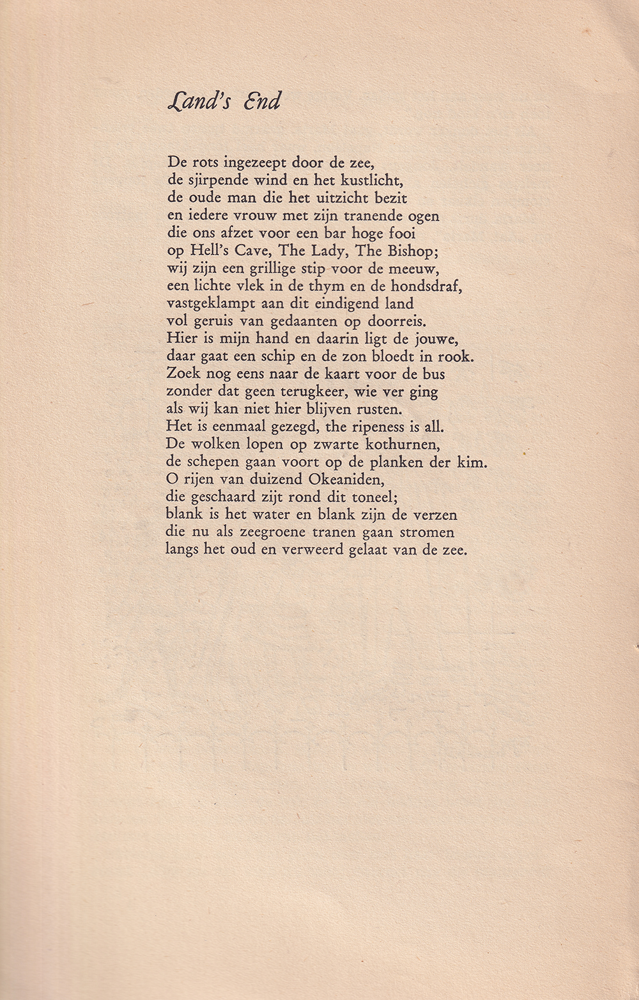 Land's End
De rots ingezeept door de zee,
de sjirpende wind en het kustlicht,
de oude man die het uitzicht bezit
en iedere vrouw met zijn tranende ogen
die ons afzet voor een bar hoge fooi
op Hell's Cave, The Lady, The Bishop;
wij zijn een grillige stip voor de meeuw,
een lichte vlek in de thym en de hondsdraf,
vastgeklampt aan dit eindigend land
vol geruis van gedaanten op doorreis.
Hier is mijn hand en daarin ligt de jouwe,
daar gaat een schip en de zon bloedt in rook.
Zoek nog eens naar de kaart voor de bus
zonder dat geen terugkeer, wie ver ging
als wij kan niet hier blijven rusten.
Het is eenmaal gezegd, the ripeness is all.
De wolken lopen op zwarte kothurnen,
de schepen gaan voort op de planken der kim.
O rijen van duizend Okeaniden,
die geschaard zijt rond dit toneel;
blank is het water en blank zijn de verzen
die nu als zeegroene tranen gaan stromen
langs het oud en verweerd gelaat van de zee.